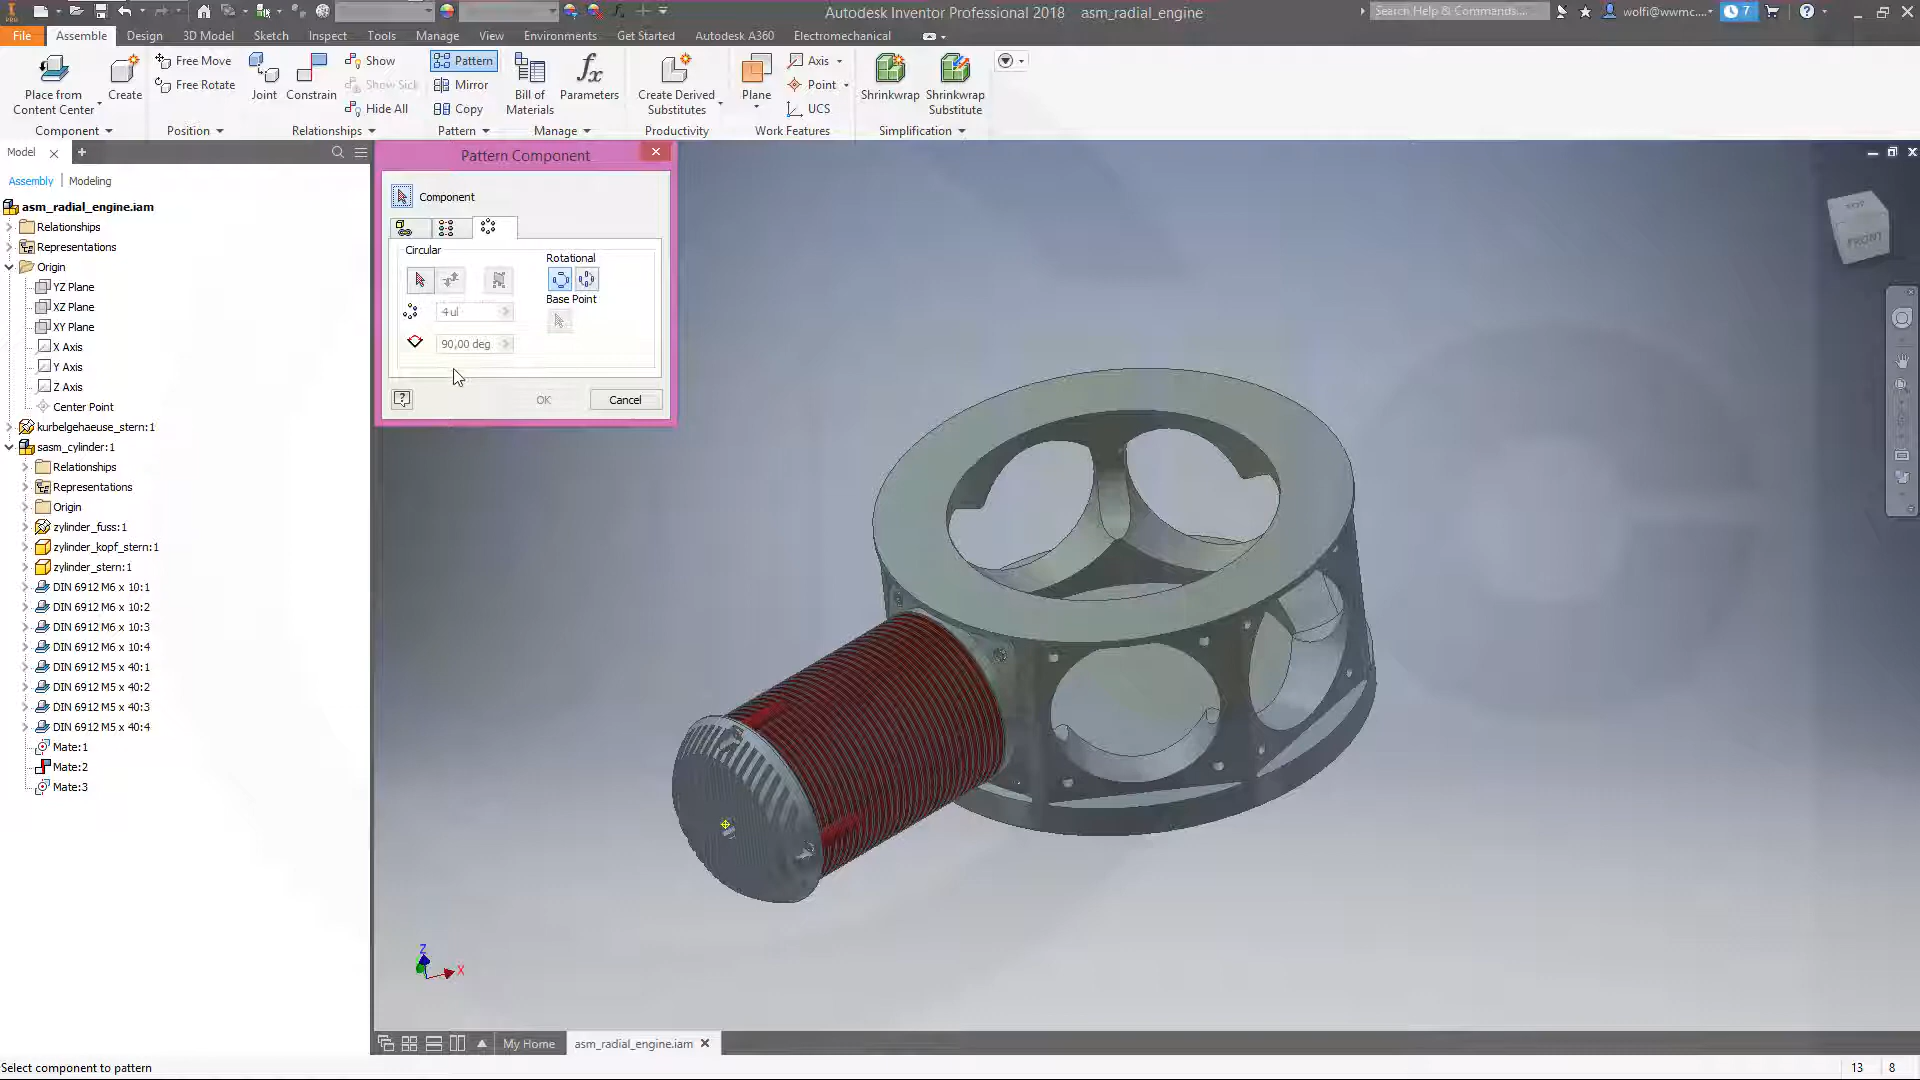 PRO
Autodesk Inventor Professional 2018 asm_radial_engine
Search Help & Commands...
wolfi@wwmc...
7
File
Assemble
Design
3D Model
Sketch
Inspect
Tools
Manage
View
Environments
Get Started
Autodesk A360
Electromechanical
Place from
Content Center
Create
Free Move
Free Rotate
Joint
Constrain
Show
Show Sick
Hide All
Pattern
Mirror
Copy
Bill of
Materials
fx
Parameters
Create Derived
Substitutes
Plane
Axis
Point
UCS
Shrinkwrap
Shrinkwrap
Substitute
Component
Position
Relationships
Pattern
Manage
Productivity
Work Features
Simplification
Model
Assembly
Modeling
asm_radial_engine.iam
Relationships
Representations
Origin
YZ Plane
XZ Plane
XY Plane
X Axis
Y Axis
Z Axis
Center Point
kurbelgehaeuse_stern:1
sasm_cylinder:1
Relationships
Representations
Origin
zylinder_fuss:1
zylinder_kopf_stern:1
zylinder_stern:1
DIN 6912 M6 x 10:1
DIN 6912 M6 x 10:2
DIN 6912 M6 x 10:3
DIN 6912 M6 x 10:4
DIN 6912 M5 x 40:1
DIN 6912 M5 x 40:2
DIN 6912 M5 x 40:3
DIN 6912 M5 x 40:4
Mate:1
Mate:2
Mate:3
Pattern Component
Component
Circular
Rotational
Base Point
4 ul
90,00 deg
OK
Cancel
TOP
FRONT
Z
X
My Home
asm_radial_engine.iam
Select component to pattern
13
8